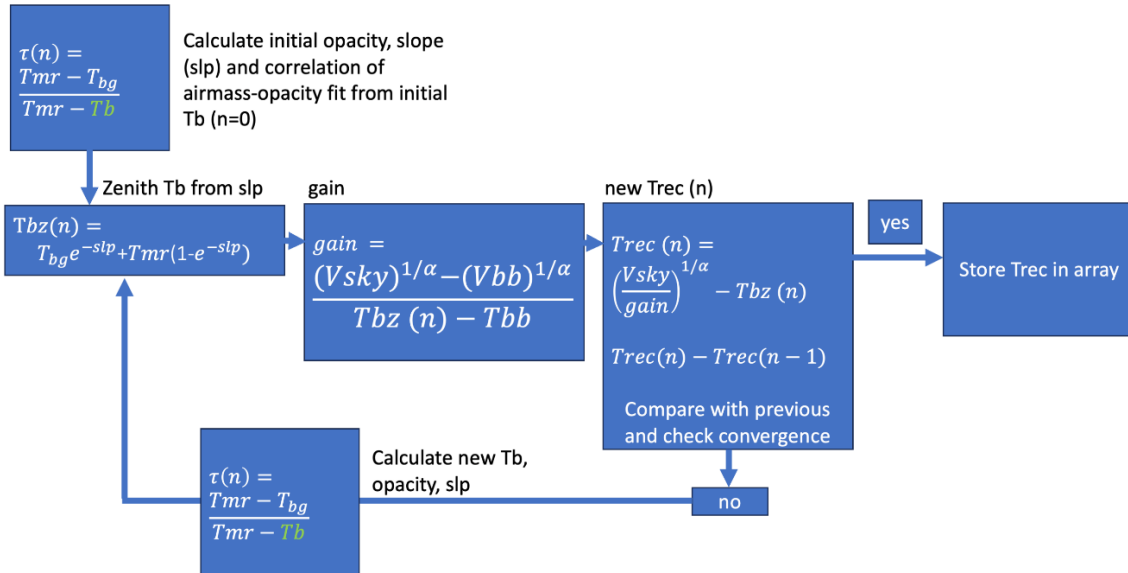 τ(n) =
Tmr − T_bg
Tmr − Tb
Calculate initial opacity, slope
(slp) and correlation of
airmass-opacity fit from initial
Tb (n=0)
Zenith Tb from slp
Tbz(n) =
T_bg e^−slp+Tmr(1-e^−slp)
gain
gain =
(Vsky)^1/α−(Vbb)^1/α
Tbz (n) − Tbb
new Trec (n)
Trec (n) =
(Vsky/gain)^1/α − Tbz (n)
Trec(n) − Trec(n − 1)
Compare with previous
and check convergence
yes
Store Trec in array
no
Calculate new Tb,
opacity, slp
τ(n) =
Tmr − T_bg
Tmr − Tb